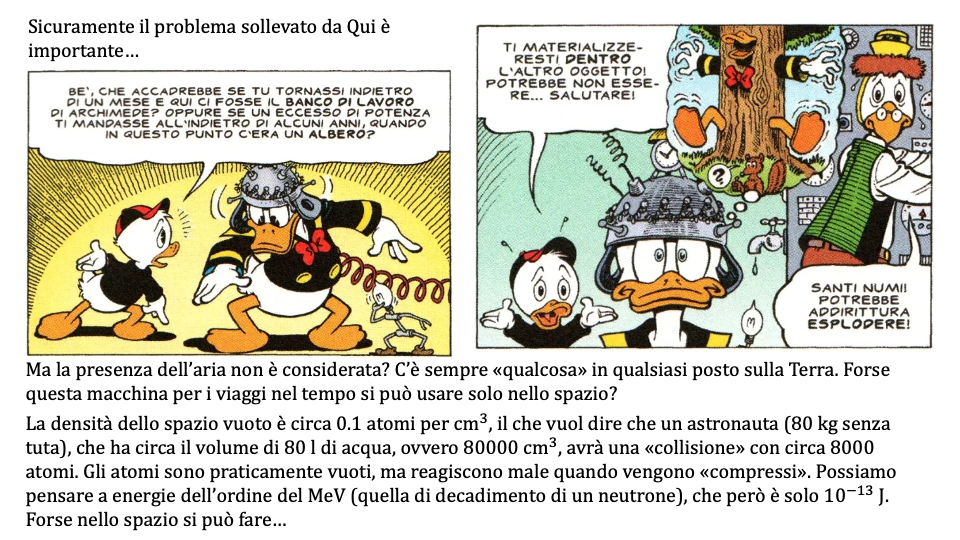 Sicuramente il problema sollevato da Qui è
importante…
BE', CHE ACCADREBBE SE TU TORNASSI INDIETRO
DI UN MESE E QUI CI FOSSE IL BANCO DI LAVORO
DI ARCHIMEDE? OPPURE SE UN ECCESSO DI POTENZA
TI MANDASSE ALL'INDIETRO DI ALCUNI ANNI, QUANDO
IN QUESTO PUNTO C'ERA UN ALBERO?
TI MATERIALIZZE-
RESTI DENTRO
L'ALTRO OGGETTO!
POTREBBE NON ESSE-
RE... SALUTARE!
?
SANTI NUMI!
POTREBBE
ADDIRITTURA
ESPLODERE!
Ma la presenza dell'aria non è considerata? C'è sempre «qualcosa» in qualsiasi posto sulla Terra. Forse
questa macchina per i viaggi nel tempo si può usare solo nello spazio?
La densità dello spazio vuoto è circa 0.1 atomi per cm³, il che vuol dire che un astronauta (80 kg senza
tuta), che ha circa il volume di 80 l di acqua, ovvero 80000 cm³, avrà una «collisione» con circa 8000
atomi. Gli atomi sono praticamente vuoti, ma reagiscono male quando vengono «compressi». Possiamo
pensare a energie dell'ordine del MeV (quella di decadimento di un neutrone), che però è solo 10⁻¹³ J.
Forse nello spazio si può fare…